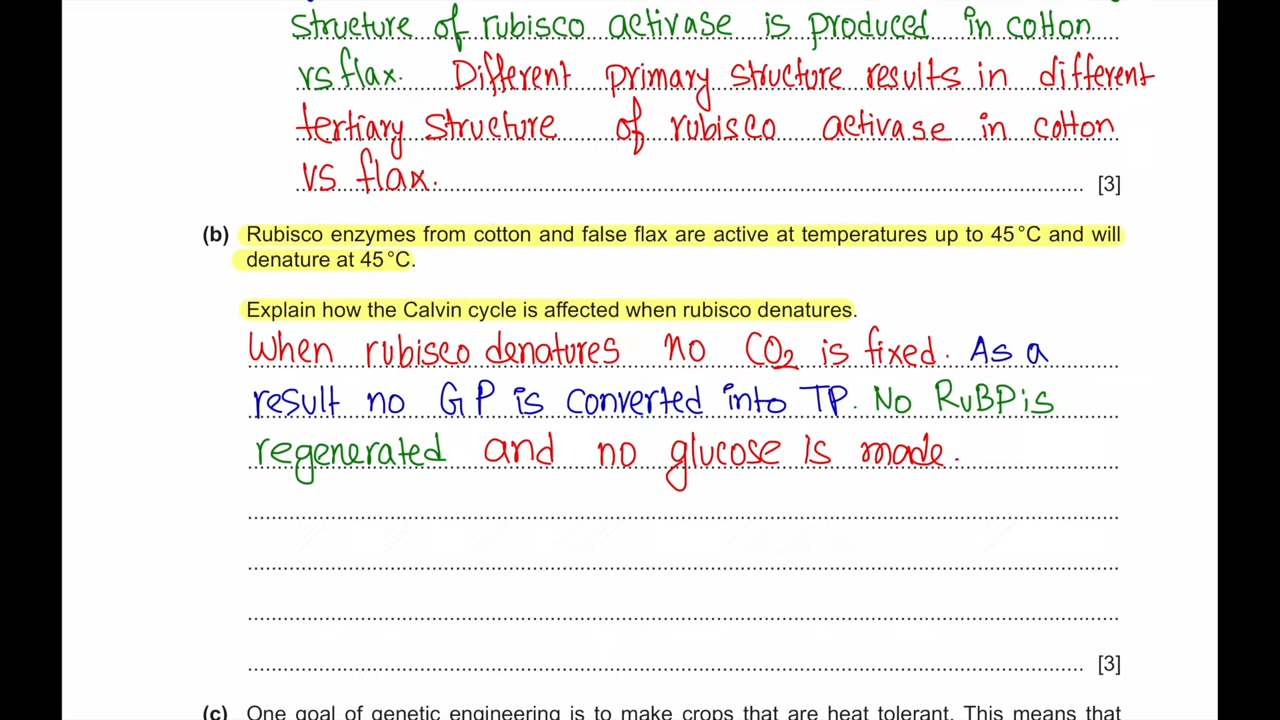 structure of rubisco activase is produced in cotton
vs flax. Different primary structure results in different
tertiary structure of rubisco activase in cotton
vs flax. [3]
(b) Rubisco enzymes from cotton and false flax are active at temperatures up to 45 °C and will
denature at 45 °C.
Explain how the Calvin cycle is affected when rubisco denatures.
When rubisco denatures no CO2 is fixed. As a
result no GP is converted into TP. No RuBP is
regenerated and no glucose is made.
[3]
(c) One goal of genetic engineering is to make crops that are heat tolerant. This means that